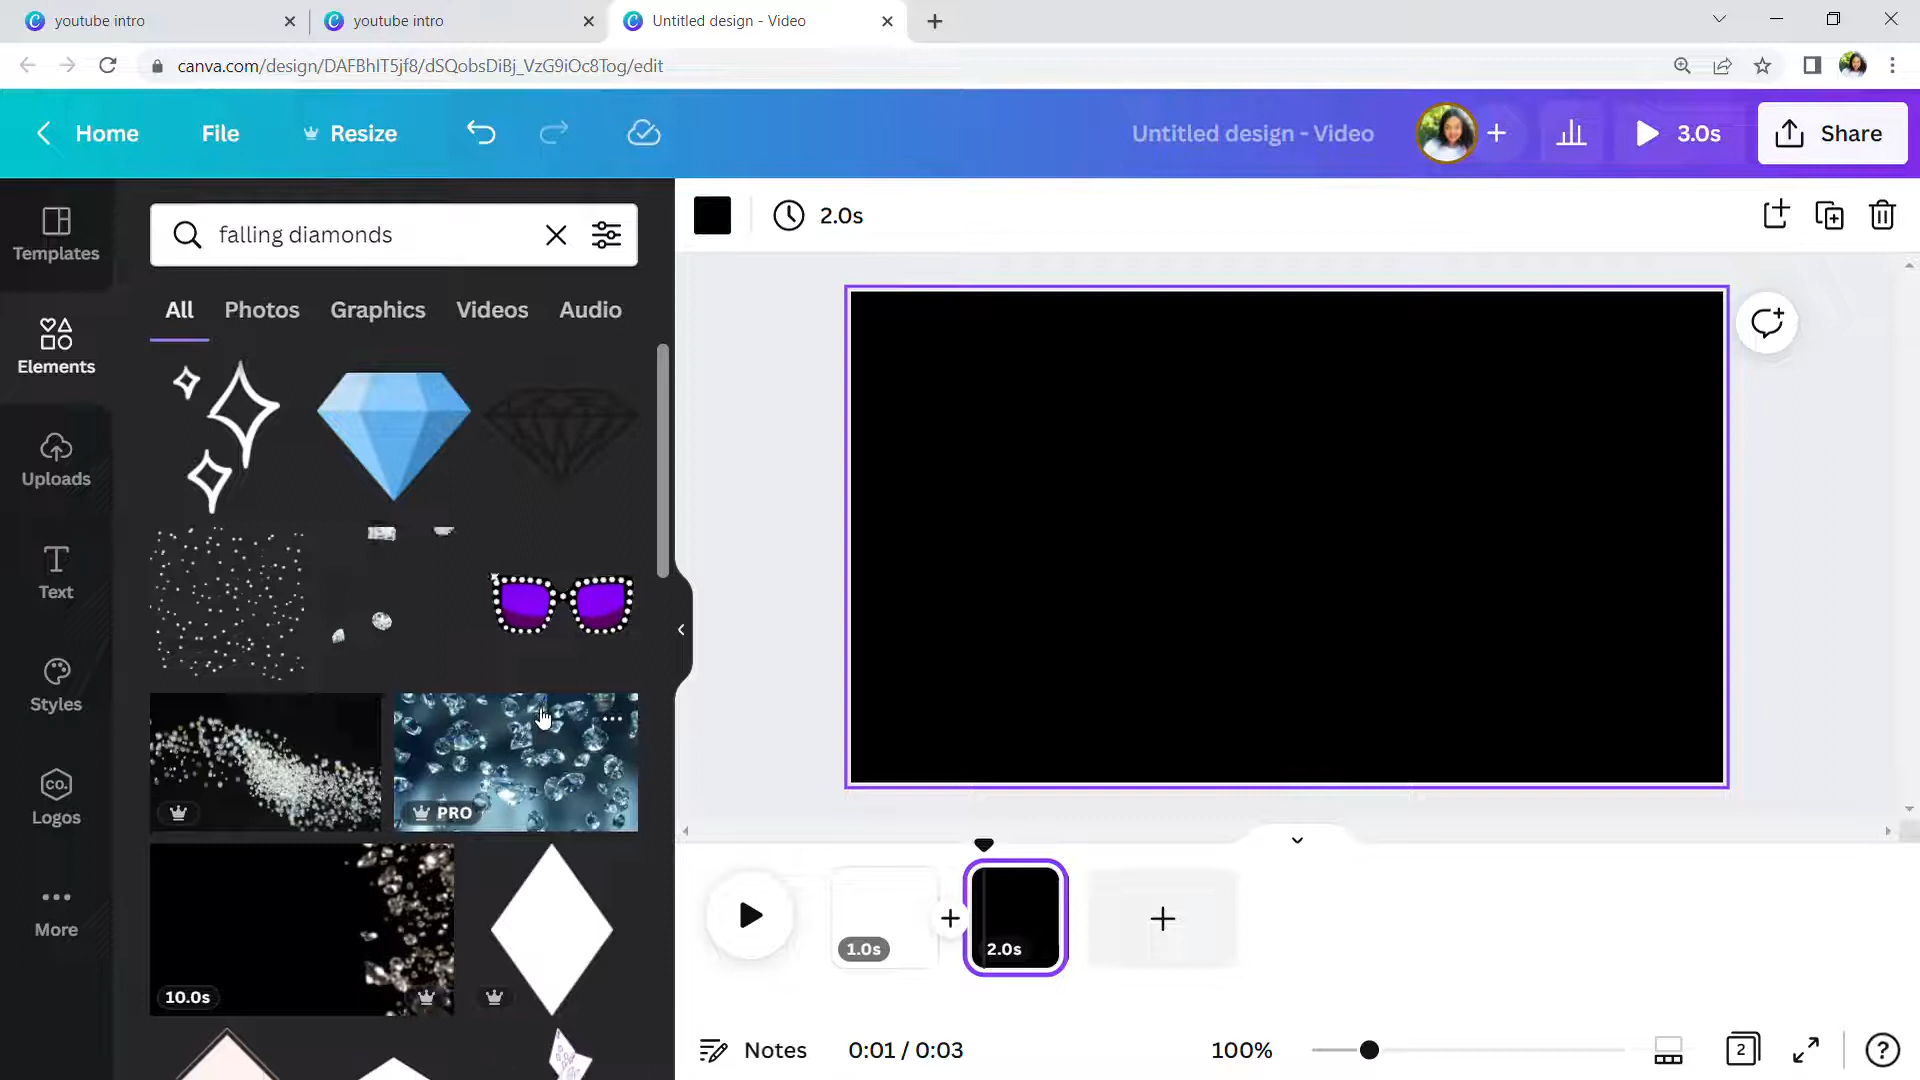 youtube intro
youtube intro
Untitled design - Video
canva.com/design/DAFBhIT5jf8/dSQobsDiBj_VzG9iOc8Tog/edit
Home
File
Resize
Untitled design - Video
3.0s
Share
Templates
Elements
Uploads
Text
Styles
CO.
Logos
More
falling diamonds
All
Photos
Graphics
Videos
Audio
PRO
10.0s
2.0s
1.0s
2.0s
Notes
0:01 / 0:03
100%
2